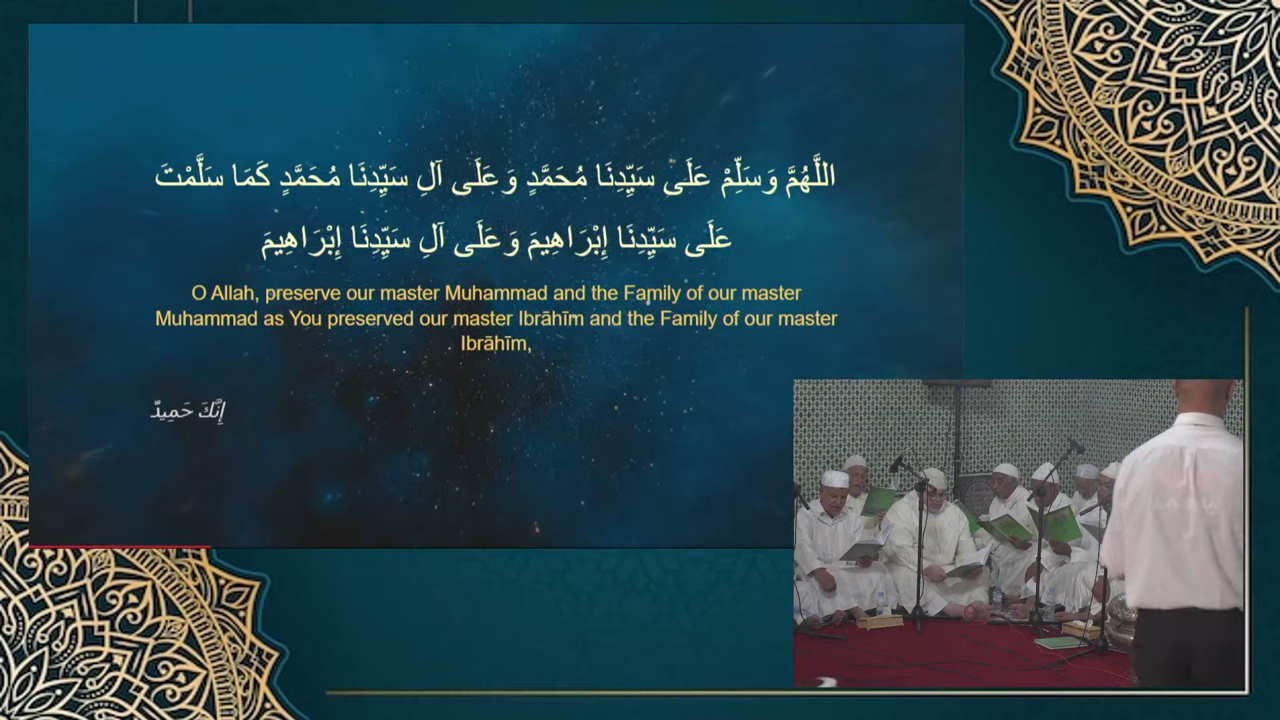 اللَّهُمَّ وَسَلِّمْ عَلَى سَيِّدِنَا مُحَمَّدٍ وَعَلَى آلِ سَيِّدِنَا مُحَمَّدٍ كَمَا سَلَّمْتَ
عَلَى سَيِّدِنَا إِبْرَاهِيمَ وَعَلَى آلِ سَيِّدِنَا إِبْرَاهِيمَ
O Allah, preserve our master Muhammad and the Family of our master
Muhammad as You preserved our master Ibrāhīm and the Family of our master
Ibrāhīm,
إِنَّكَ حَمِيدٌ